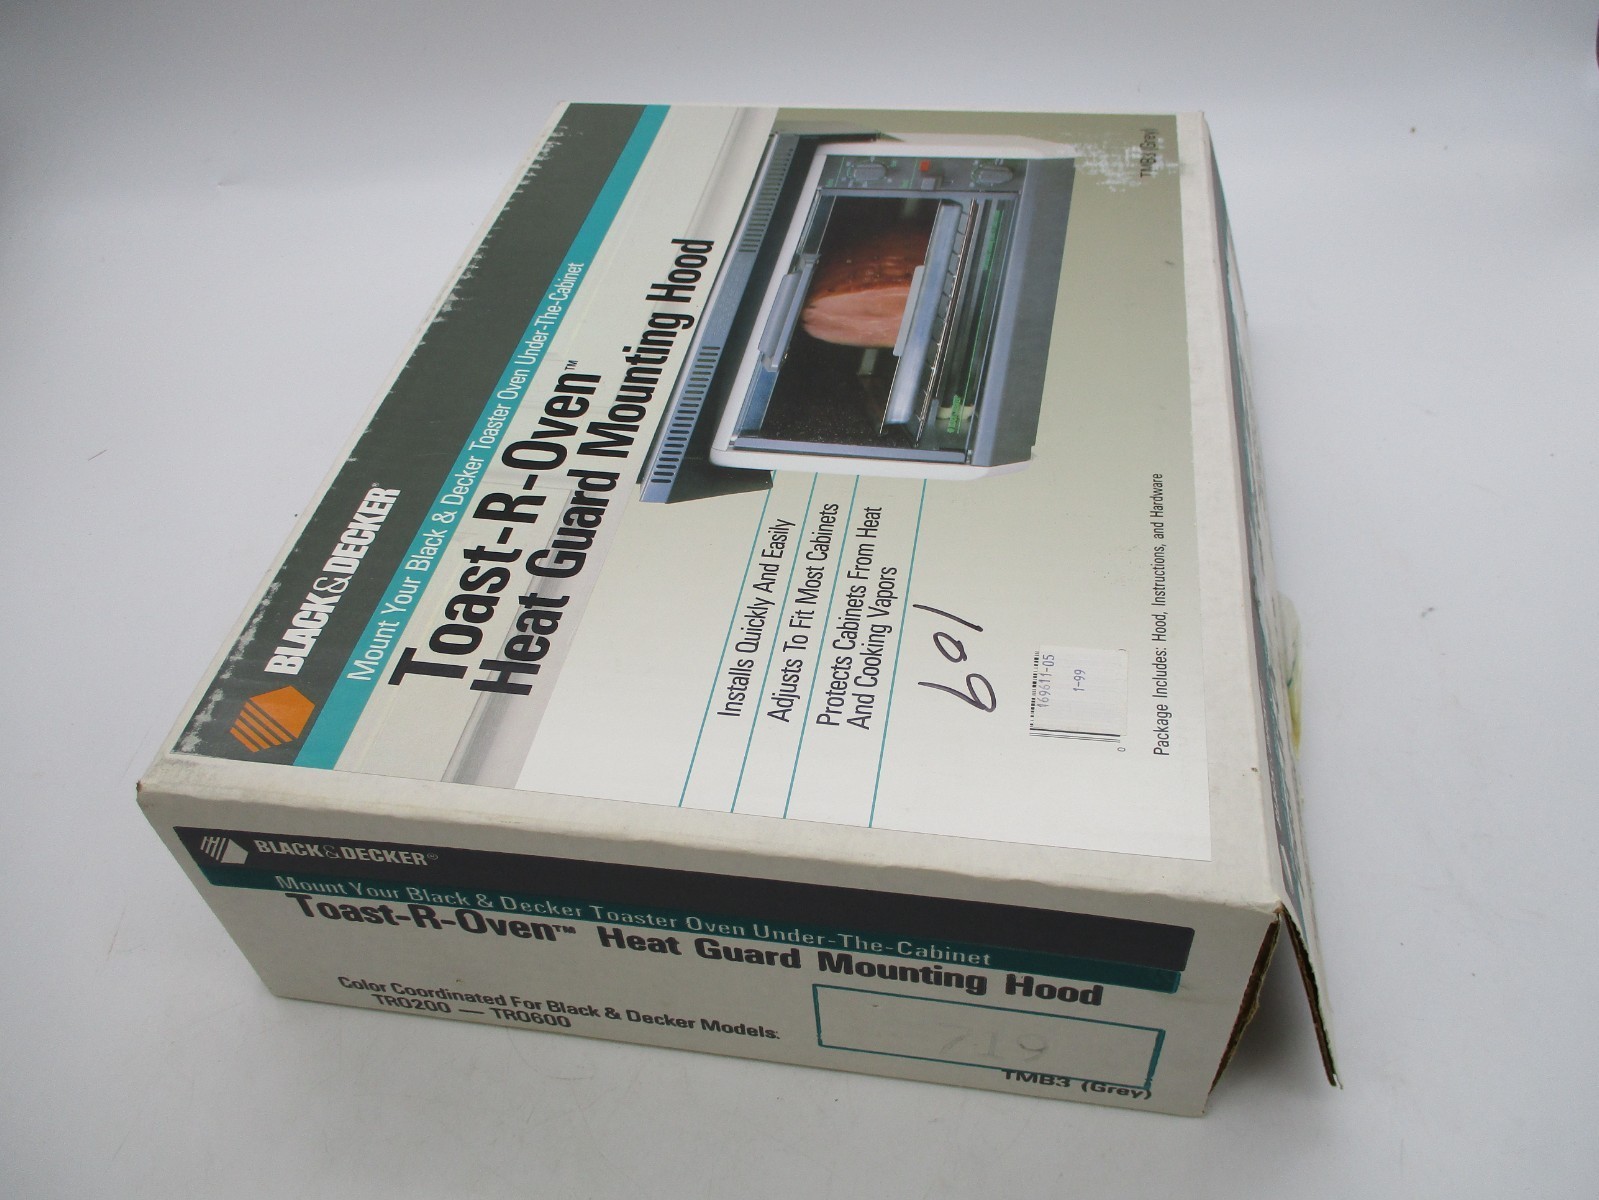 BLACK & DECKER®
Mount Your Black & Decker Toaster Oven Under-The-Cabinet
Toast-R-Oven™
Heat Guard Mounting Hood
Installs Quickly And Easily
Adjusts To Fit Most Cabinets
Protects Cabinets From Heat
And Cooking Vapors
169611-05
1-99
0
Package Includes: Hood, Instructions, and Hardware
TMB3 (Grey)
BLACK & DECKER®
Mount Your Black & Decker Toaster Oven Under-The-Cabinet
Toast-R-Oven™ Heat Guard Mounting Hood
Color Coordinated For Black & Decker Models:
TRO200 — TRO600
719
TMB3 (Grey)